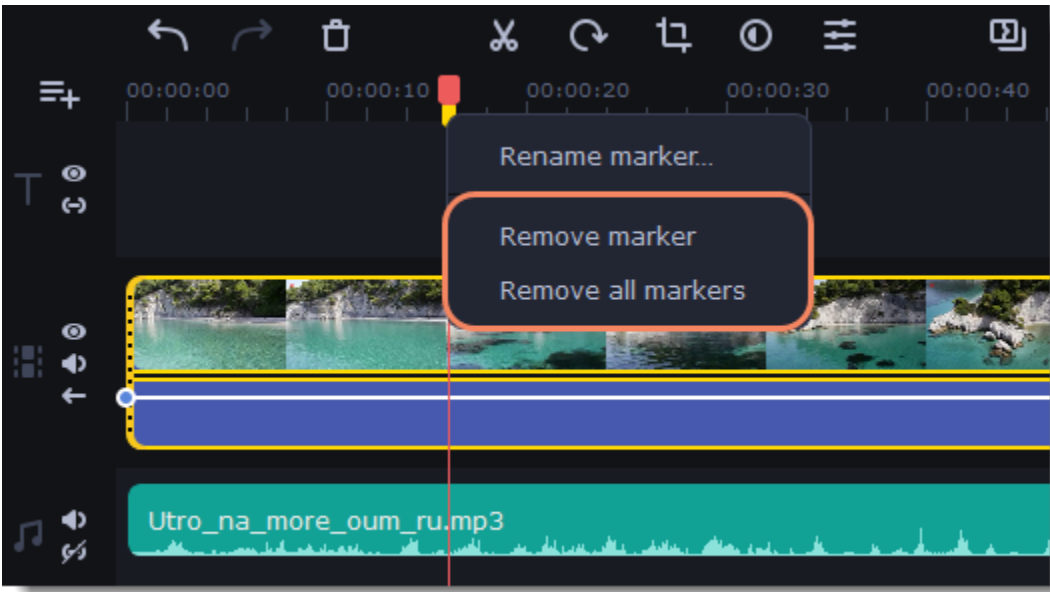 00:00:00 00:00:10 00:00:20 00:00:30 00:00:40
Rename marker...
Remove marker
Remove all markers
Utro_na_more_oum_ru.mp3